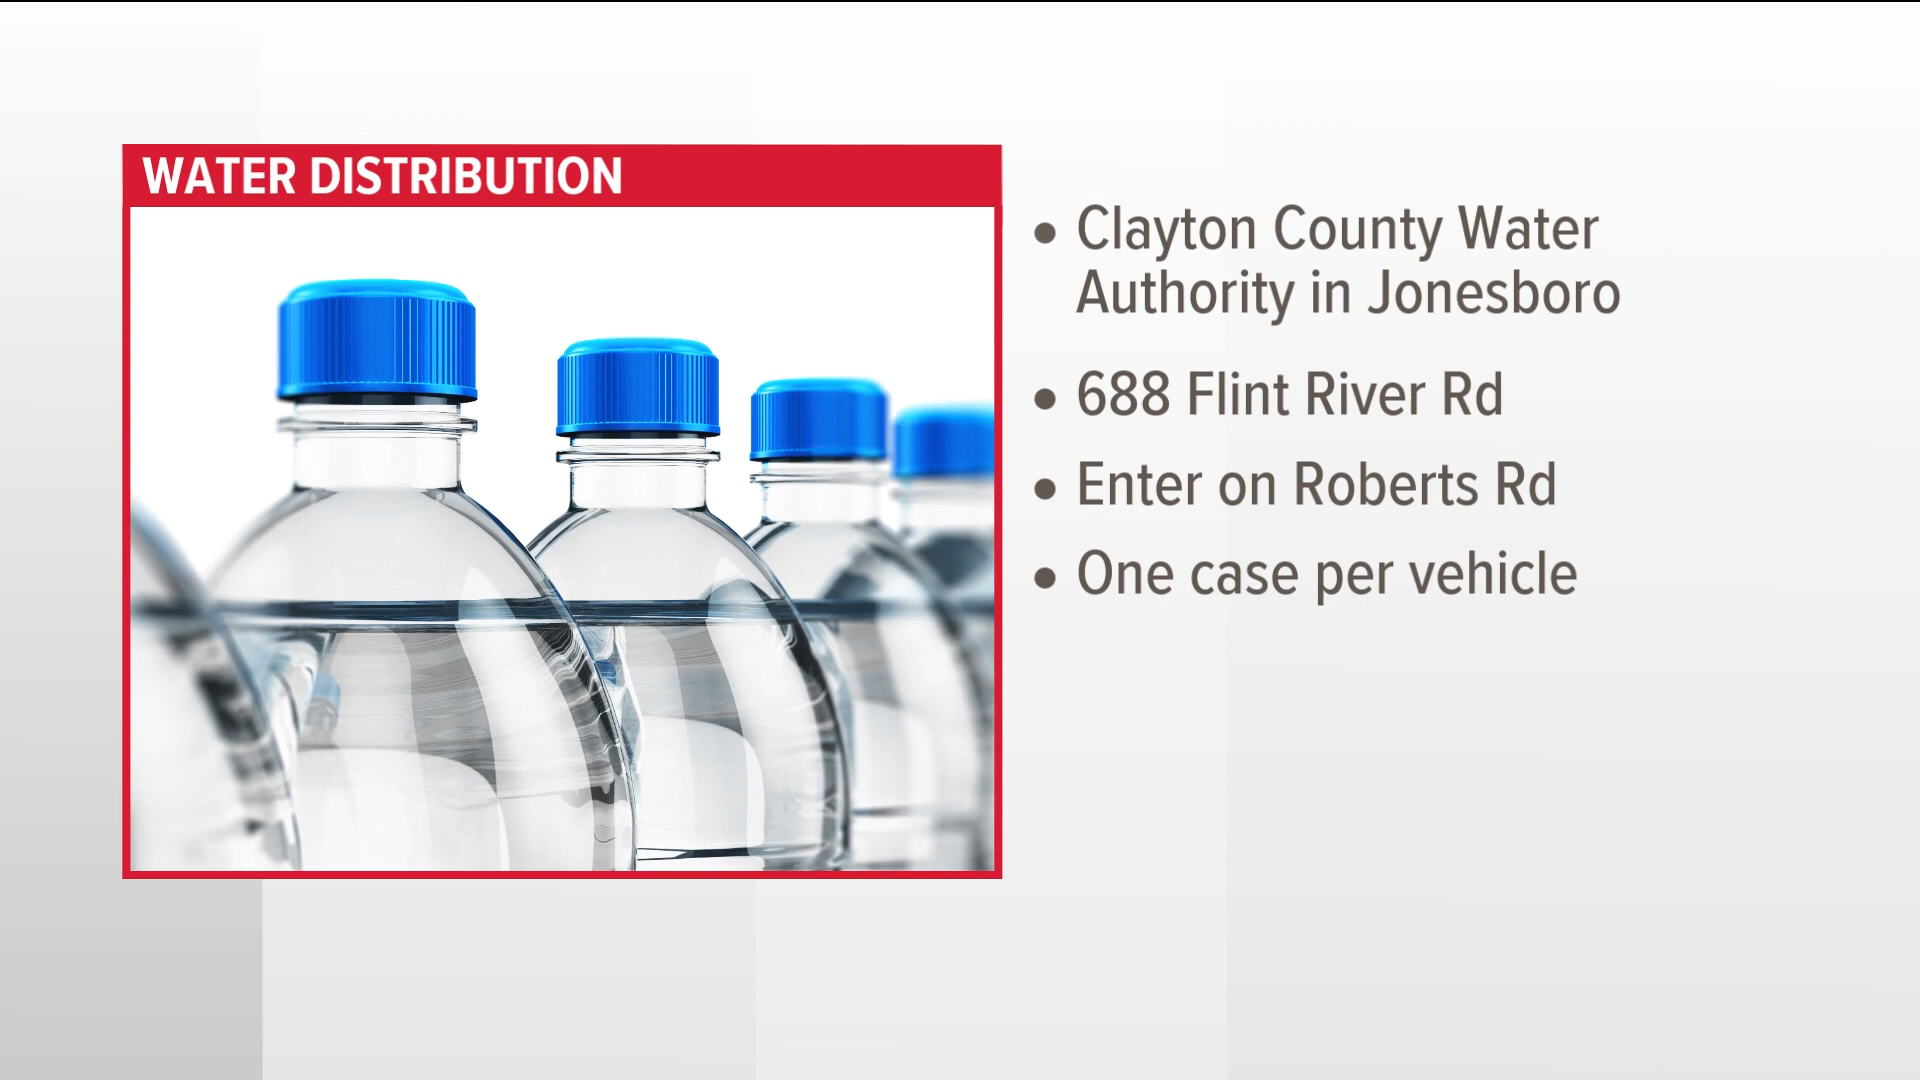 WATER DISTRIBUTION
• Clayton County Water
Authority in Jonesboro
• 688 Flint River Rd
• Enter on Roberts Rd
• One case per vehicle